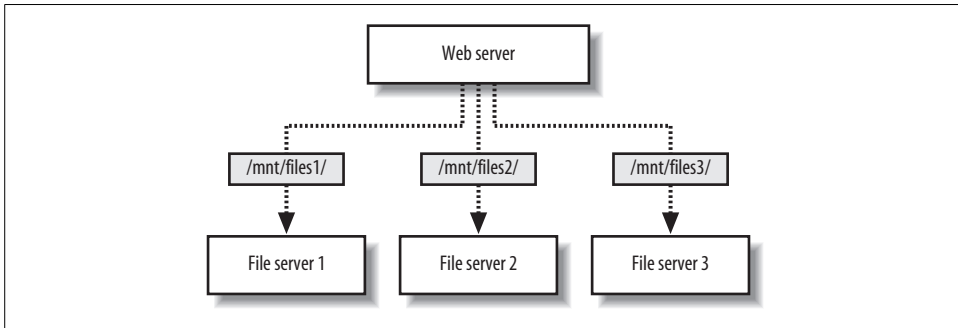 Web server
/mnt/files1/
/mnt/files2/
/mnt/files3/
File server 1
File server 2
File server 3